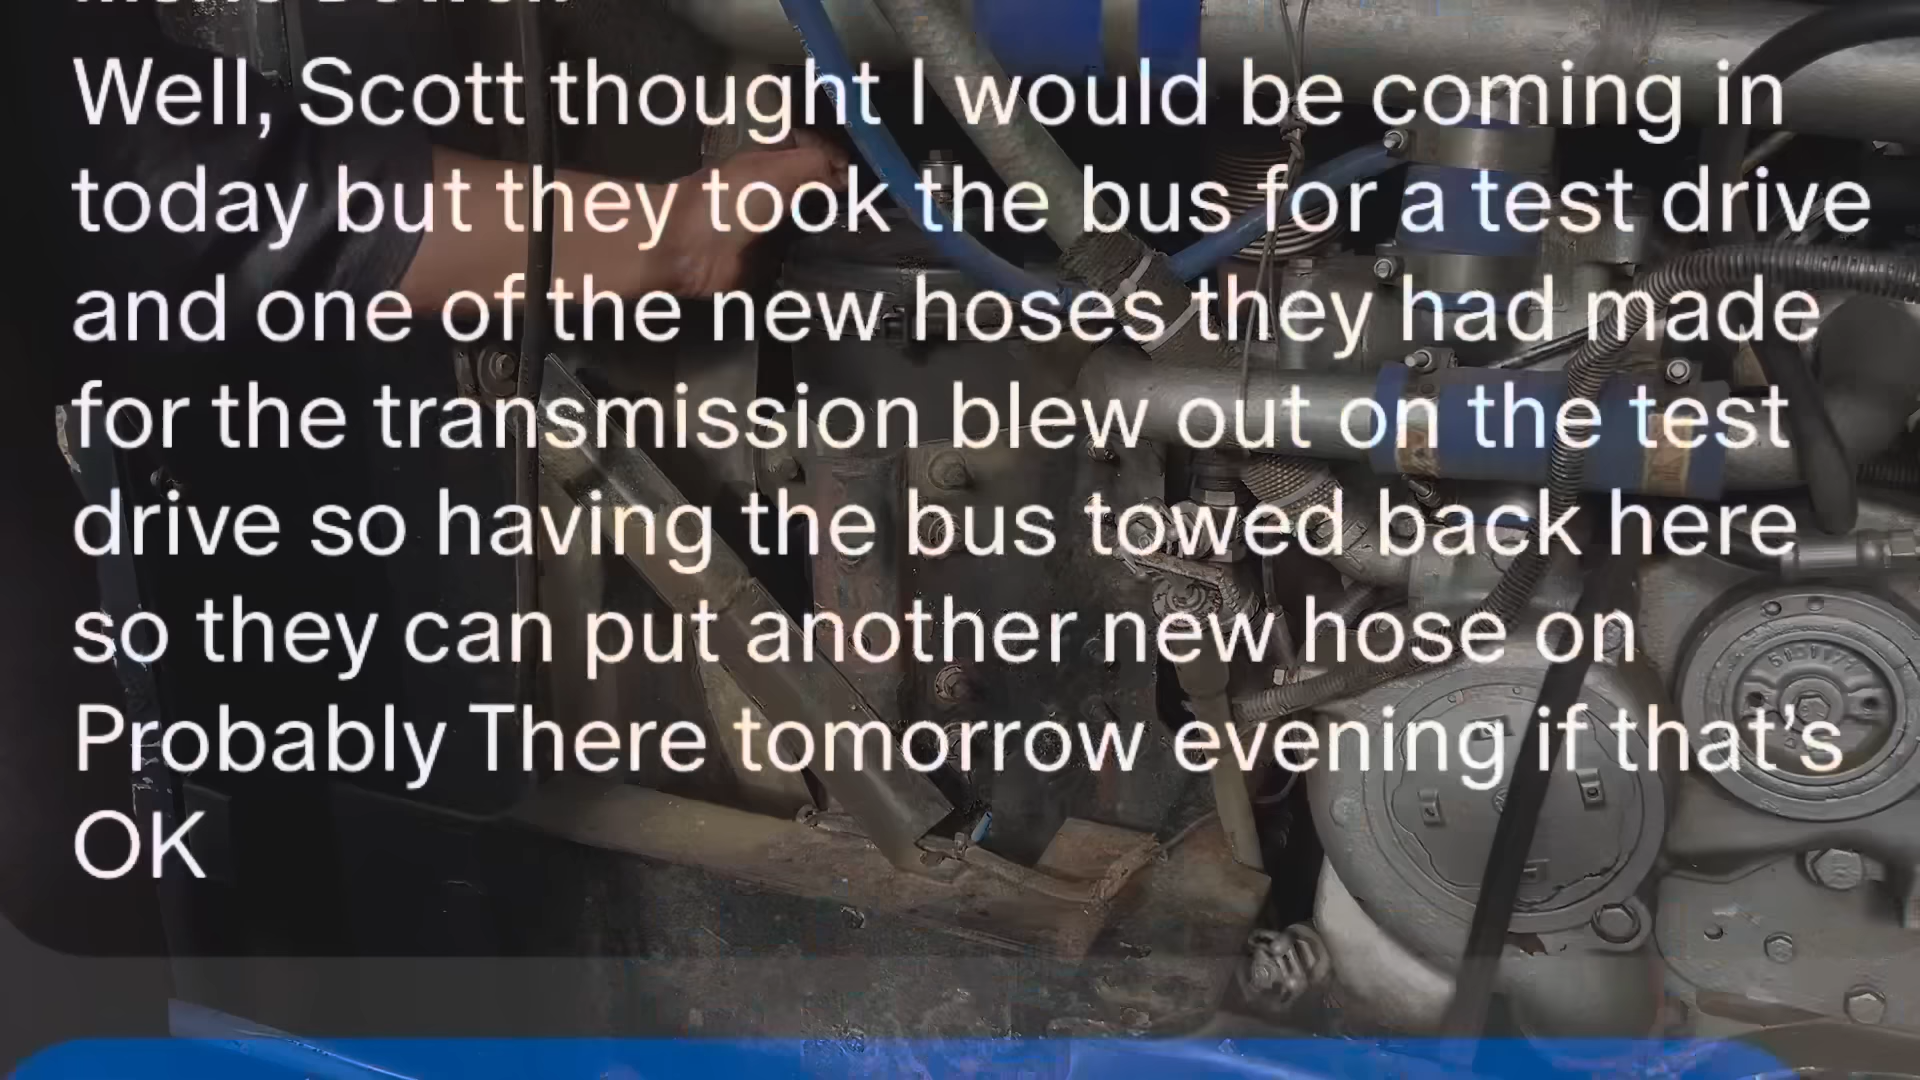 Well, Scott thought I would be coming in
today but they took the bus for a test drive
and one of the new hoses they had made
for the transmission blew out on the test
drive so having the bus towed back here
so they can put another new hose on
Probably There tomorrow evening if that's
OK